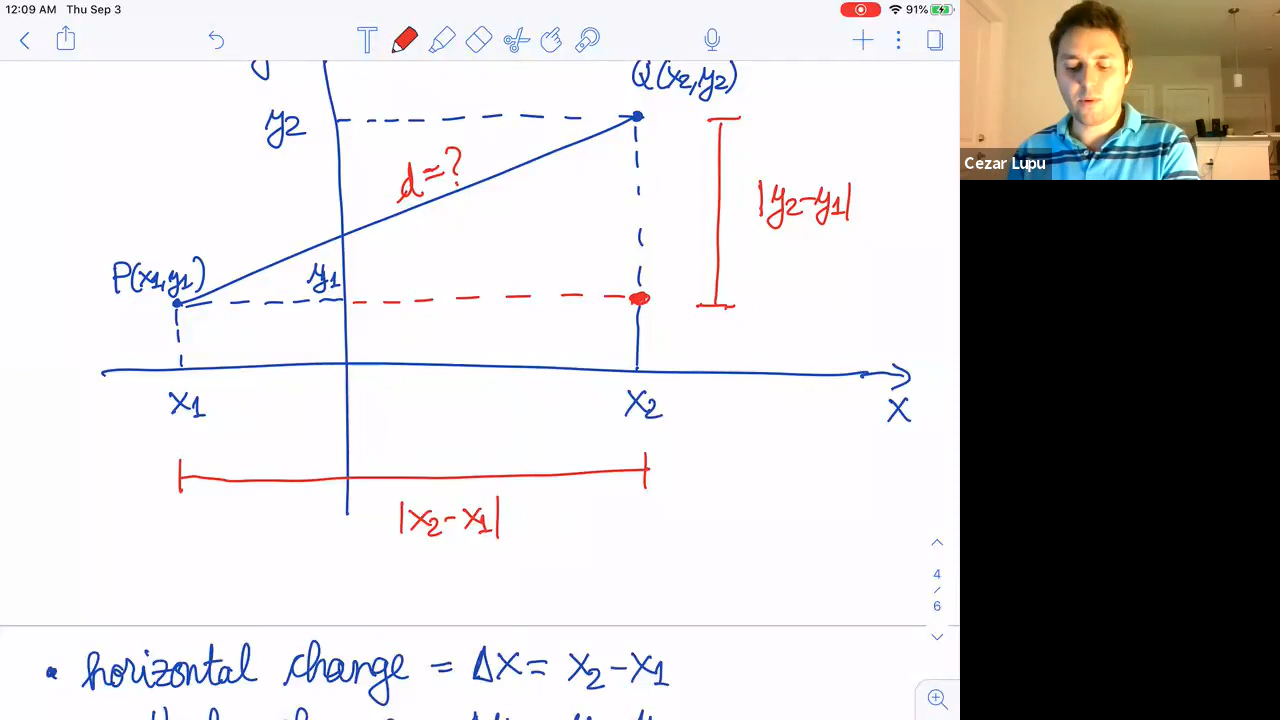 12:09 AM Thu Sep 3
91%
T
Q(x2,y2)
y2
d=?
|y2-y1|
P(x1,y1)
y1
x1
x2
x
|x2-x1|
4
/
6
• horizontal change = Δx = x2-x1
Cezar Lupu